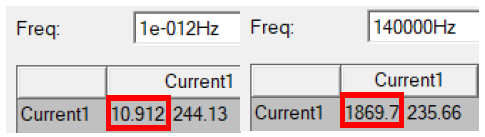 Freq: 1e-012Hz
Current1
Current1 10.912 244.13
Freq: 140000Hz
Current1
Current1 1869.7 235.66